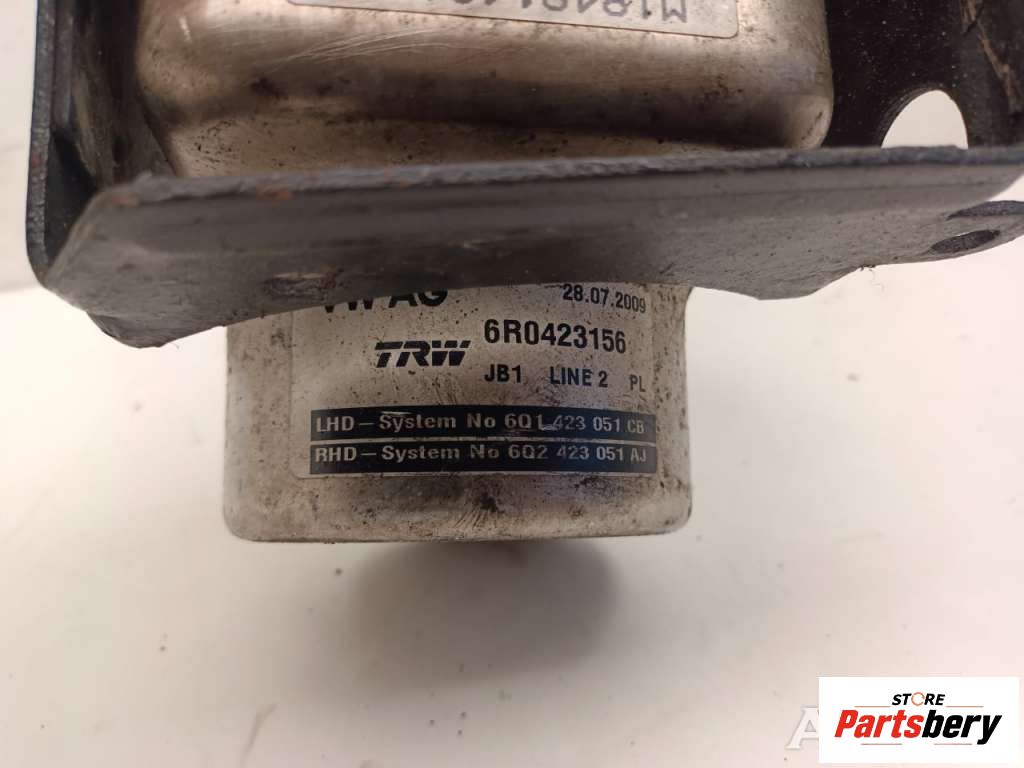 VW AG 28.07.2009
6R0423156
TRW
JB1 LINE 2 PL
LHD – System No 6Q1 423 051 CB
RHD – System No 6Q2 423 051 AJ
STORE
Partsbery